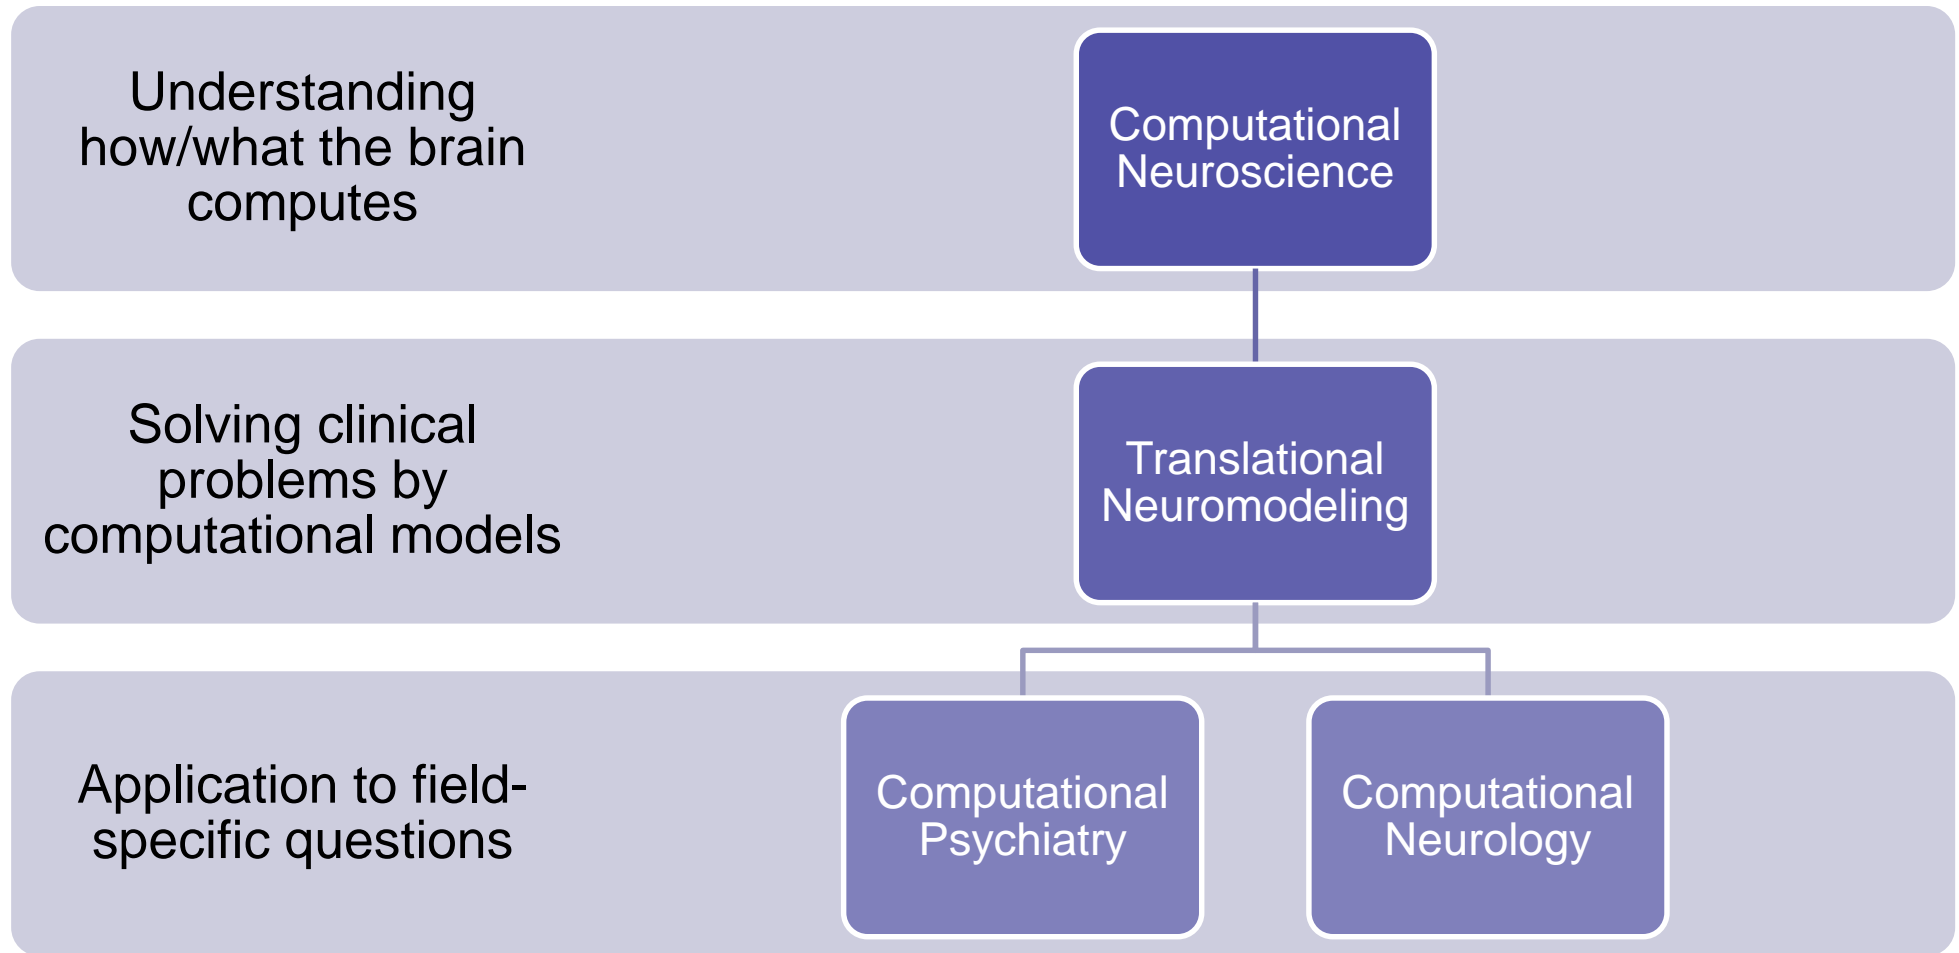 Understanding
how/what the brain
computes
Computational
Neuroscience
Solving clinical
problems by
computational models
Translational
Neuromodeling
Application to field-
specific questions
Computational
Psychiatry
Computational
Neurology